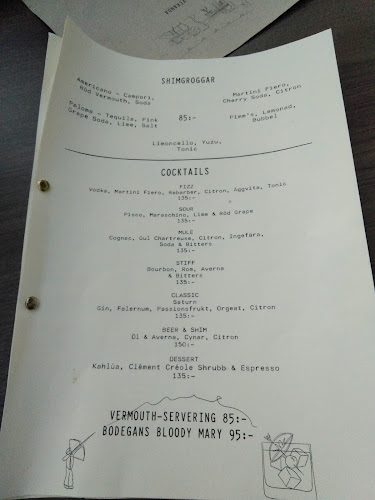 SHIMGROGGAR
Americano - Campari,
Röd Vermouth, Soda
Martini Fiero,
Cherry Soda, Citron
Paloma - Tequila, Pink
Grape Soda, Lime, Salt
85:-
Pimm's, Lemonad,
Bubbel
Limoncello, Yuzu,
Tonic
COCKTAILS
FIZZ
Vodka, Martini Fiero, Rabarber, Citron, Äggvita, Tonic
135:-
SOUR
Pisco, Maraschino, Lime & Röd Grape
135:-
MULE
Cognac, Gul Chartreuse, Citron, Ingefära,
Soda & Bitters
135:-
STIFF
Bourbon, Rom, Averna
& Bitters
135:-
CLASSIC
Saturn
Gin, Falernum, Passionsfrukt, Orgeat, Citron
135:-
BEER & SHIM
Öl & Averna, Cynar, Citron
150:-
DESSERT
Kahlúa, Clément Créole Shrubb & Espresso
135:-
VERMOUTH-SERVERING 85:-
BODEGANS BLOODY MARY 95:-